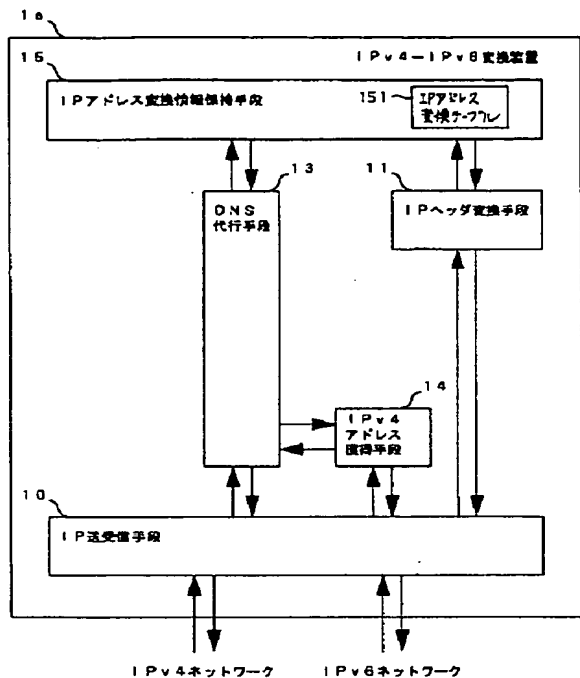 1a
IPv4-IPv6変換装置
15
IPアドレス変換情報保持手段
151
IPアドレス
変換テーブル
13
DNS
代行手段
11
IPヘッダ変換手段
14
IPv4
アドレス
獲得手段
10
IP送受信手段
IPv4ネットワーク
IPv6ネットワーク